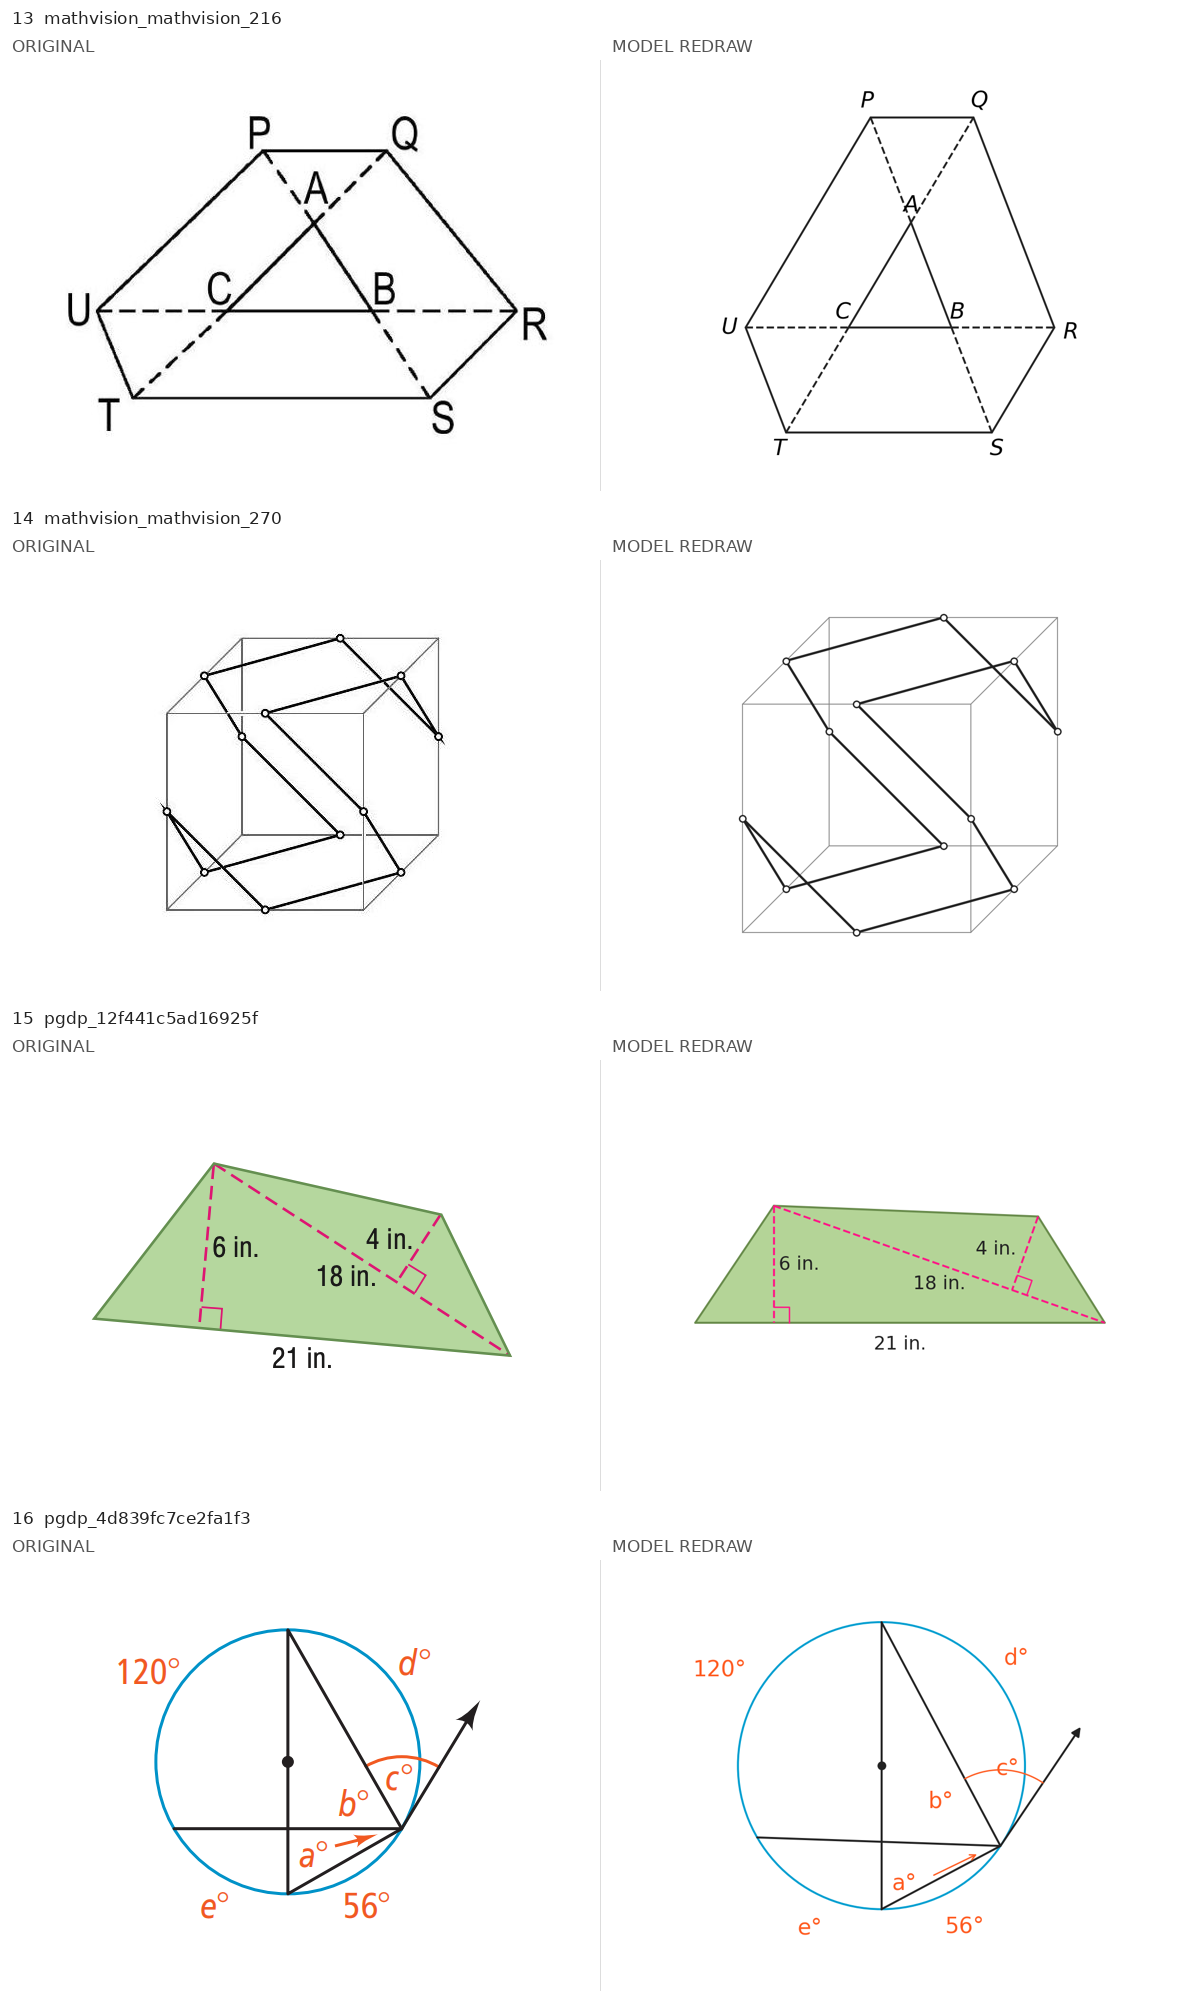 13 mathvision_mathvision_216
ORIGINAL
MODEL REDRAW
P Q
A
U C B R
T S
P Q
A
U C B R
T S
14 mathvision_mathvision_270
ORIGINAL
MODEL REDRAW
15 pgdp_12f441c5ad16925f
ORIGINAL
MODEL REDRAW
6 in.
4 in.
18 in.
21 in.
6 in.
4 in.
18 in.
21 in.
16 pgdp_4d839fc7ce2fa1f3
ORIGINAL
MODEL REDRAW
120° d°
c°
b°
a°
e° 56°
120° d°
c°
b°
a°
e° 56°